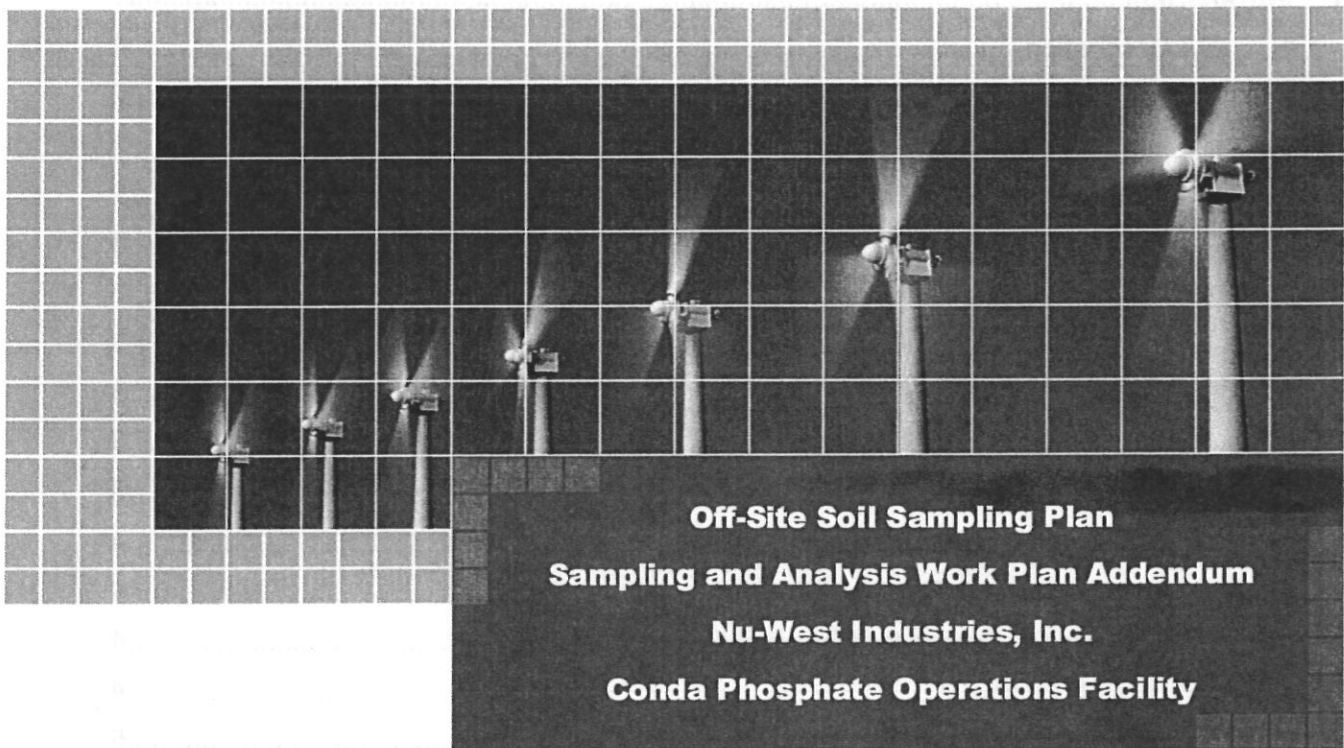 Off-Site Soil Sampling Plan
Sampling and Analysis Work Plan Addendum
Nu-West Industries, Inc.
Conda Phosphate Operations Facility